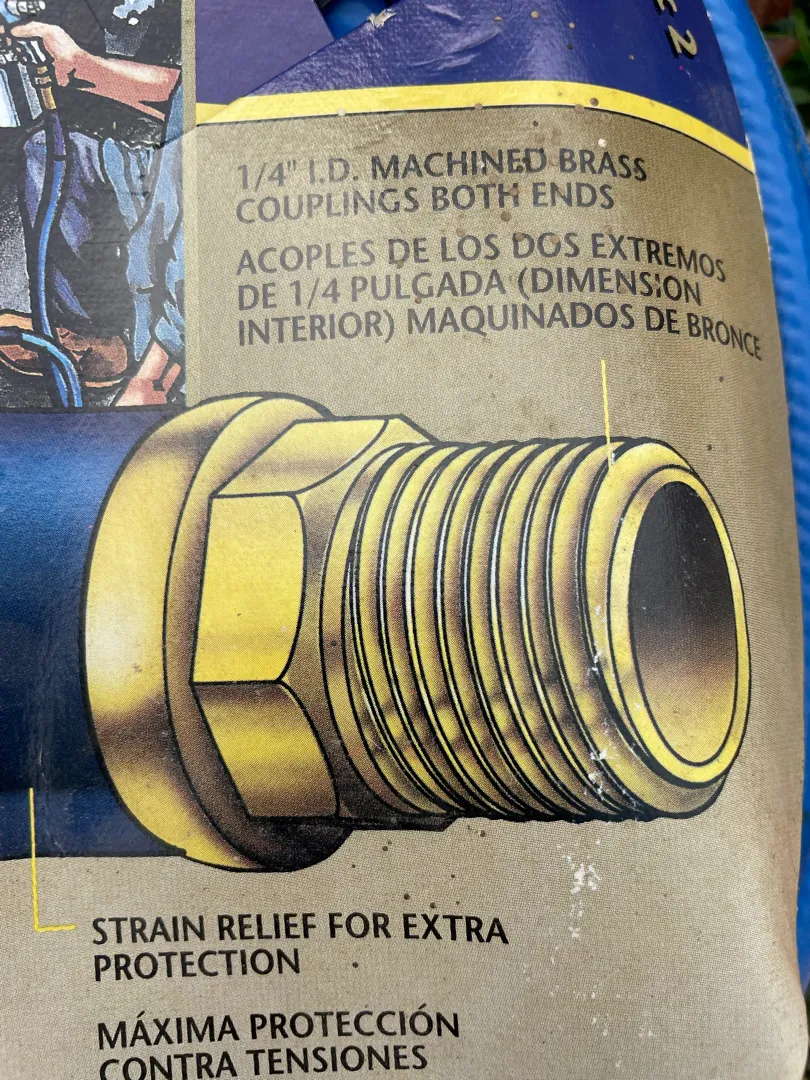 1/4" I.D. MACHINED BRASS
COUPLINGS BOTH ENDS
ACOPLES DE LOS DOS EXTREMOS
DE 1/4 PULGADA (DIMENSION
INTERIOR) MAQUINADOS DE BRONCE
STRAIN RELIEF FOR EXTRA
PROTECTION
MÁXIMA PROTECCIÓN
CONTRA TENSIONES